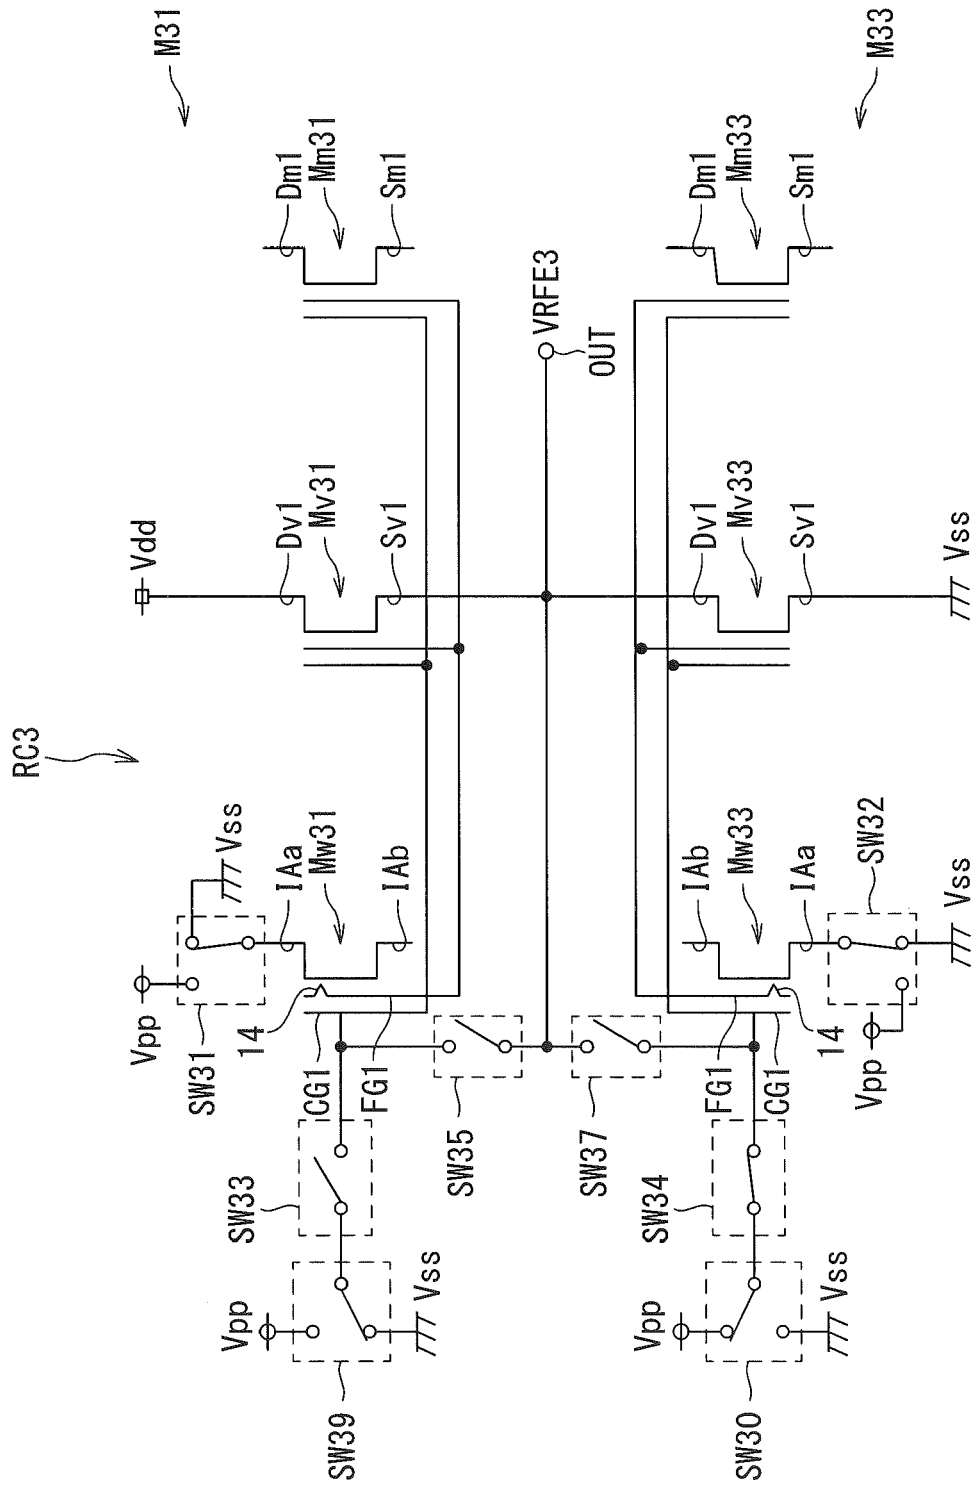 M31
M33
Dm1
Mm31
Sm1
Dm1
Mm33
Sm1
VRFE3
OUT
Vdd
Dv1
Mv31
Sv1
Dv1
Mv33
Sv1
Vss
RC3
Vss
IAa
Mw31
IAb
IAb
Mw33
IAa
SW32
Vss
Vpp
SW31
14
CG1
FG1
SW35
SW37
FG1
CG1
14
Vpp
SW33
SW34
Vpp
Vss
SW39
Vpp
Vss
SW30